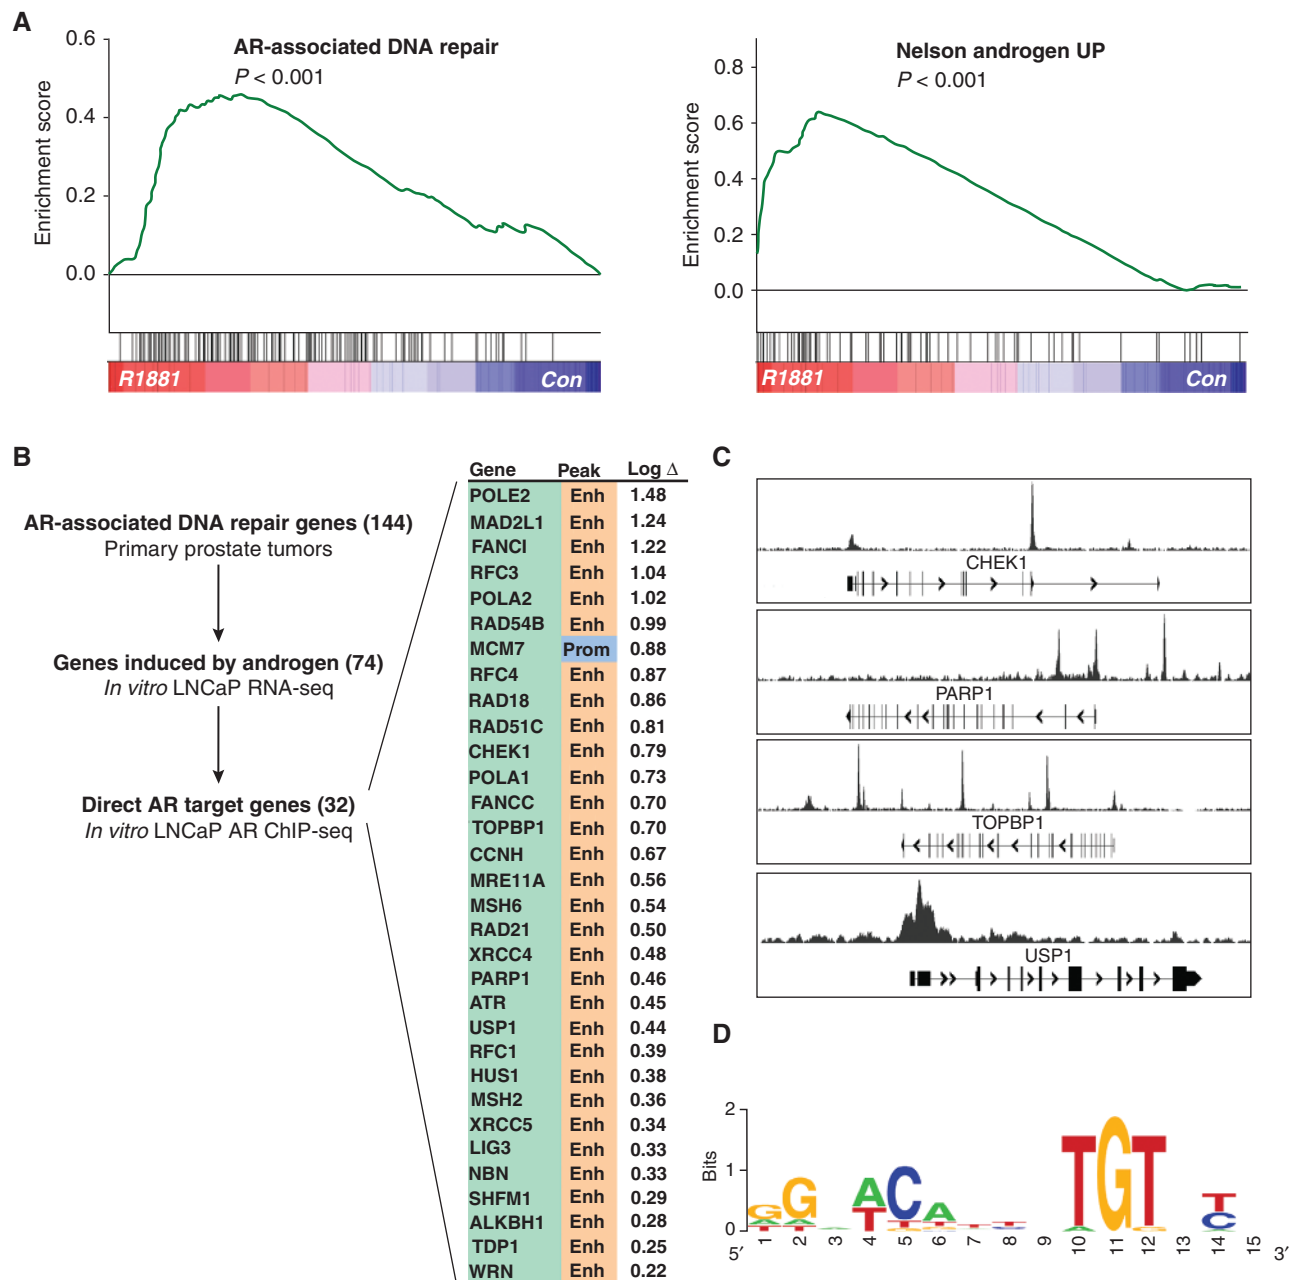 A
AR-associated DNA repair
P < 0.001
Enrichment score
0.6
0.4
0.2
0.0
R1881 Con
Nelson androgen UP
P < 0.001
Enrichment score
0.8
0.6
0.4
0.2
0.0
R1881 Con
B
AR-associated DNA repair genes (144)
Primary prostate tumors
Genes induced by androgen (74)
In vitro LNCaP RNA-seq
Direct AR target genes (32)
In vitro LNCaP AR ChIP-seq
Gene Peak Log Δ
POLE2 Enh 1.48
MAD2L1 Enh 1.24
FANCI Enh 1.22
RFC3 Enh 1.04
POLA2 Enh 1.02
RAD54B Enh 0.99
MCM7 Prom 0.88
RFC4 Enh 0.87
RAD18 Enh 0.86
RAD51C Enh 0.81
CHEK1 Enh 0.79
POLA1 Enh 0.73
FANCC Enh 0.70
TOPBP1 Enh 0.70
CCNH Enh 0.67
MRE11A Enh 0.56
MSH6 Enh 0.54
RAD21 Enh 0.50
XRCC4 Enh 0.48
PARP1 Enh 0.46
ATR Enh 0.45
USP1 Enh 0.44
RFC1 Enh 0.39
HUS1 Enh 0.38
MSH2 Enh 0.36
XRCC5 Enh 0.34
LIG3 Enh 0.33
NBN Enh 0.33
SHFM1 Enh 0.29
ALKBH1 Enh 0.28
TDP1 Enh 0.25
WRN Enh 0.22
C
CHEK1
PARP1
TOPBP1
USP1
D
Bits
2
1
0
GG ACA TGT T
A A T T C
T T A
5′ 1 2 3 4 5 6 7 8 9 10 11 12 13 14 15 3′